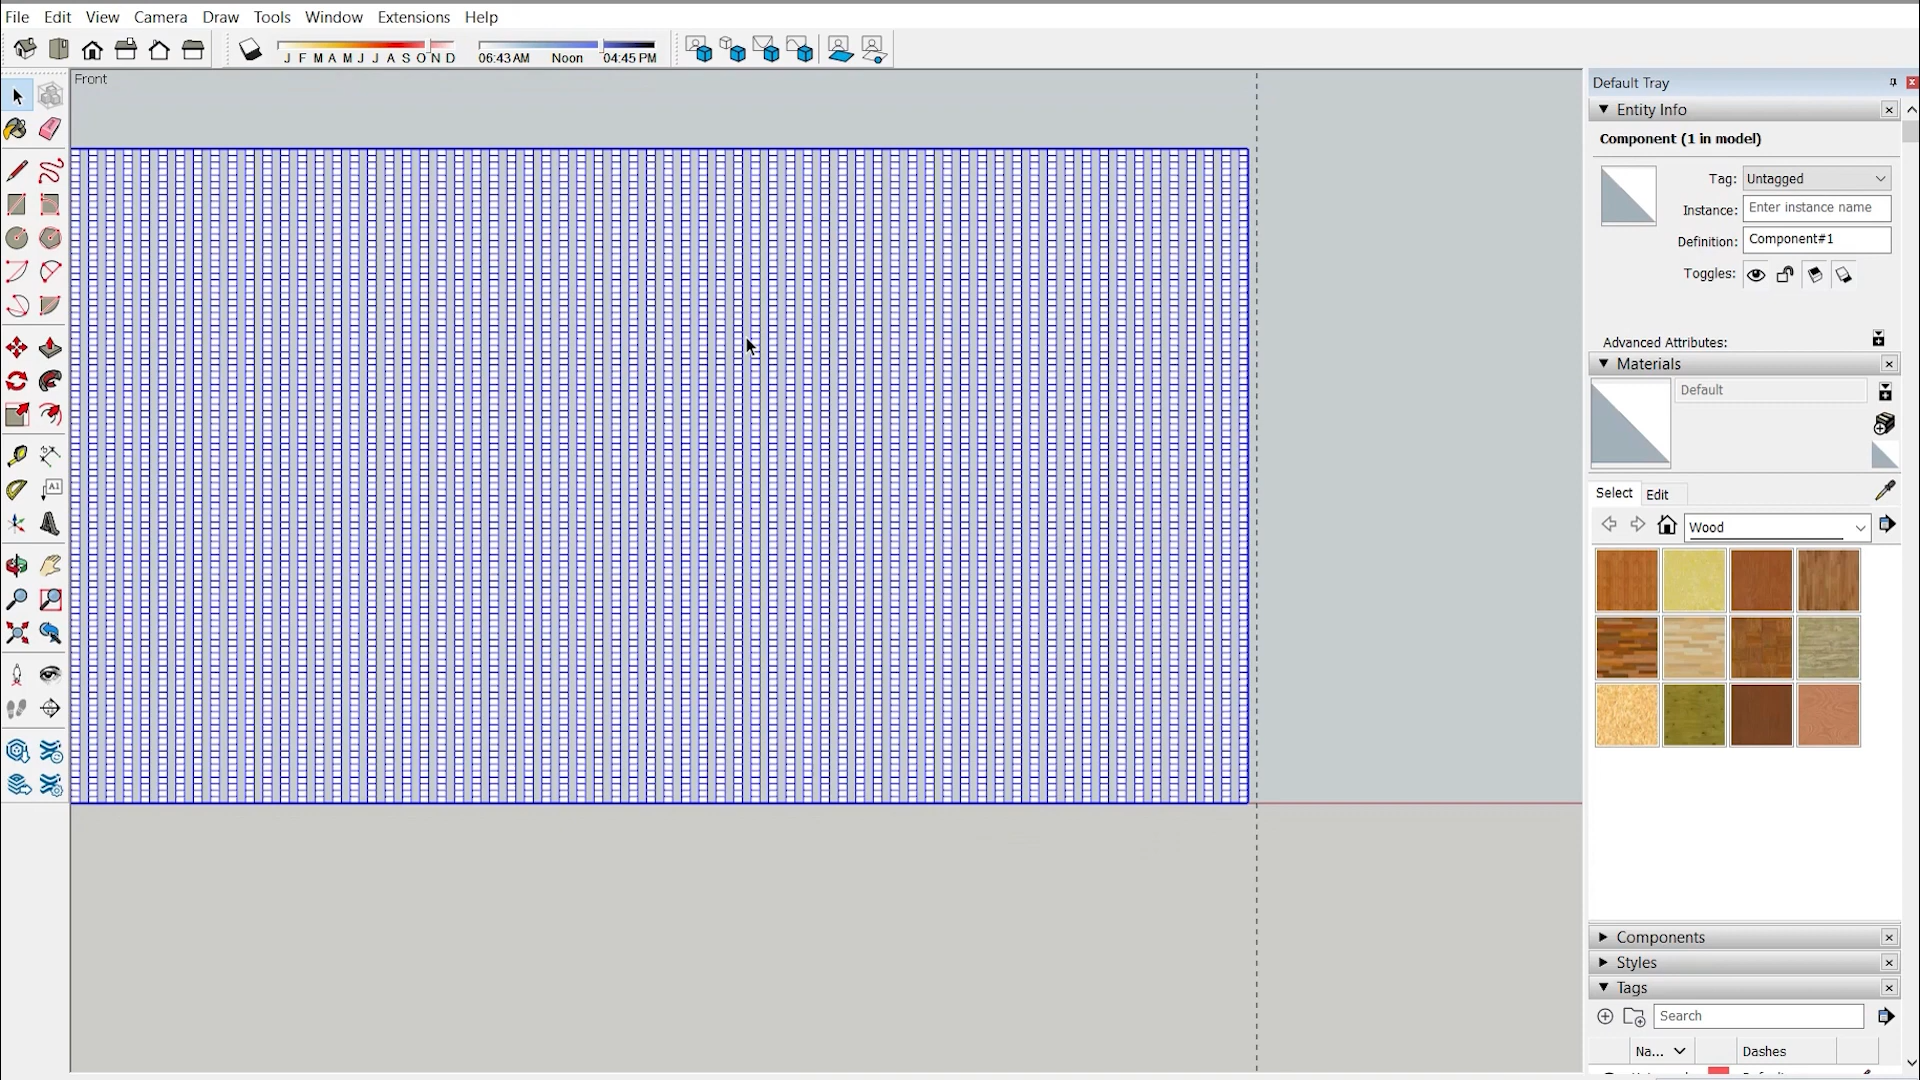 File Edit View Camera Draw Tools Window Extensions Help
J F M A M J J A S O N D 06:43 AM Noon 04:45 PM
Front
Default Tray
Entity Info
Component (1 in model)
Tag: Untagged
Instance: Enter instance name
Definition: Component#1
Toggles:
Advanced Attributes:
Materials
Default
Select Edit
Wood
Components
Styles
Tags
Search
Na... Dashes